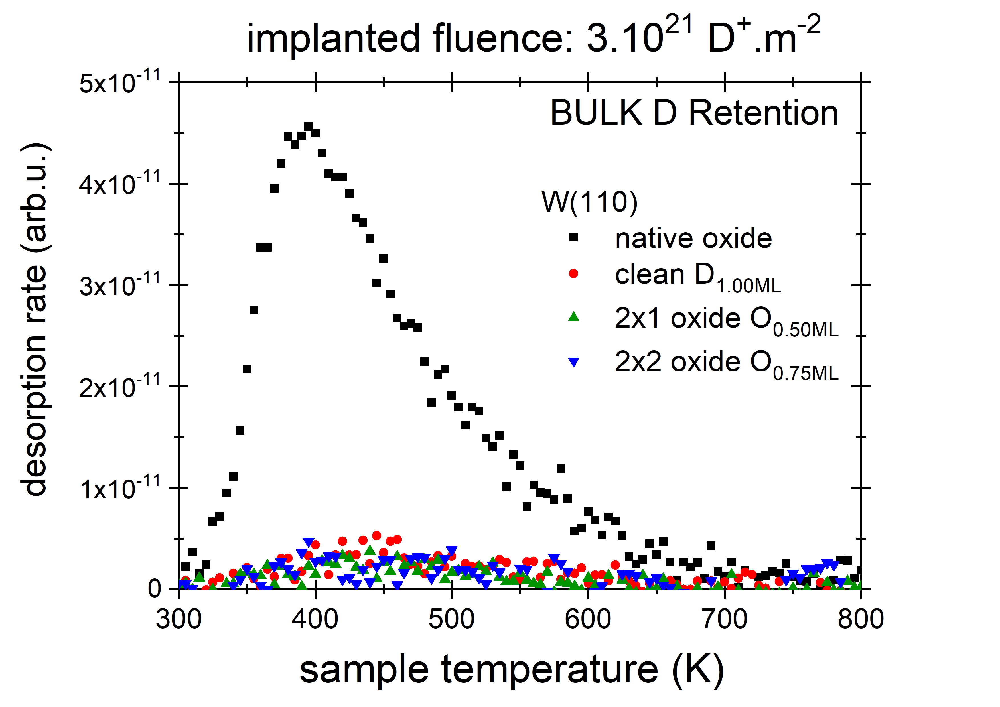 implanted fluence: 3.10²¹ D⁺.m⁻²
5x10⁻¹¹
4x10⁻¹¹
3x10⁻¹¹
2x10⁻¹¹
1x10⁻¹¹
0
desorption rate (arb.u.)
BULK D Retention
W(110)
native oxide
clean D₁.₀₀ML
2x1 oxide O₀.₅₀ML
2x2 oxide O₀.₇₅ML
300 400 500 600 700 800
sample temperature (K)